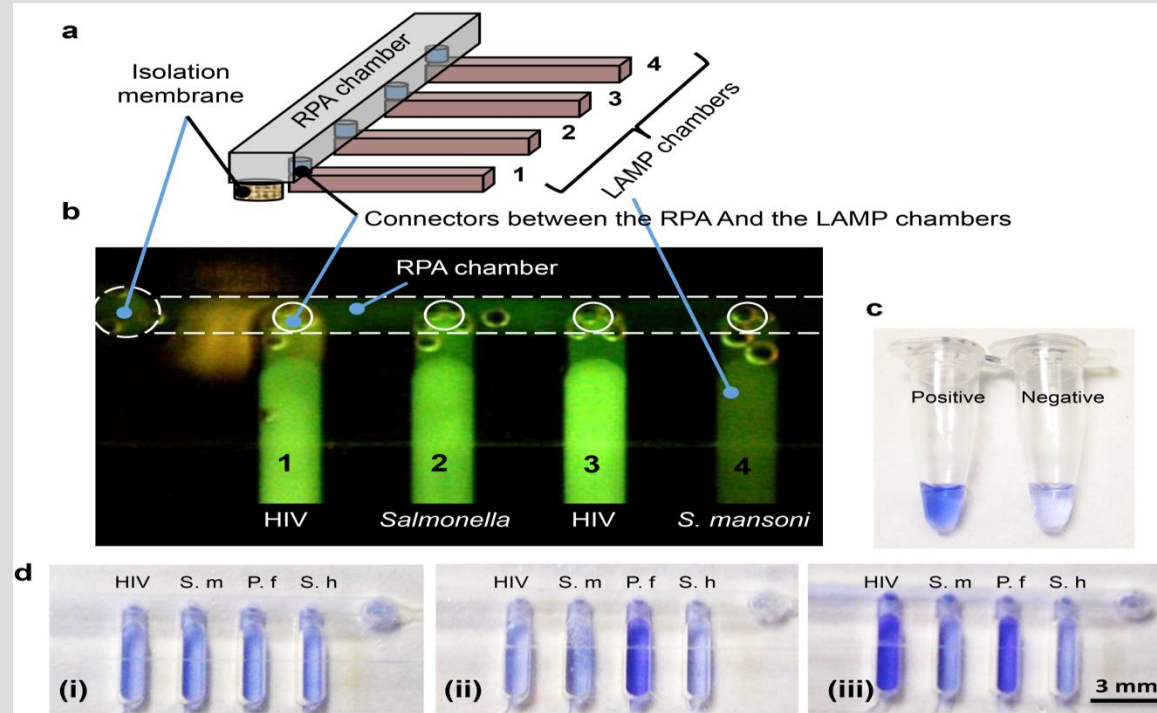 a
Isolation
membrane
RPA chamber
4
3
2
1
LAMP chambers
Connectors between the RPA And the LAMP chambers
b
RPA chamber
1
2
3
4
HIV
Salmonella
HIV
S. mansoni
c
Positive
Negative
d
HIV S. m P. f S. h
(i)
HIV S. m P. f S. h
(ii)
HIV S. m P. f S. h
(iii)
3 mm